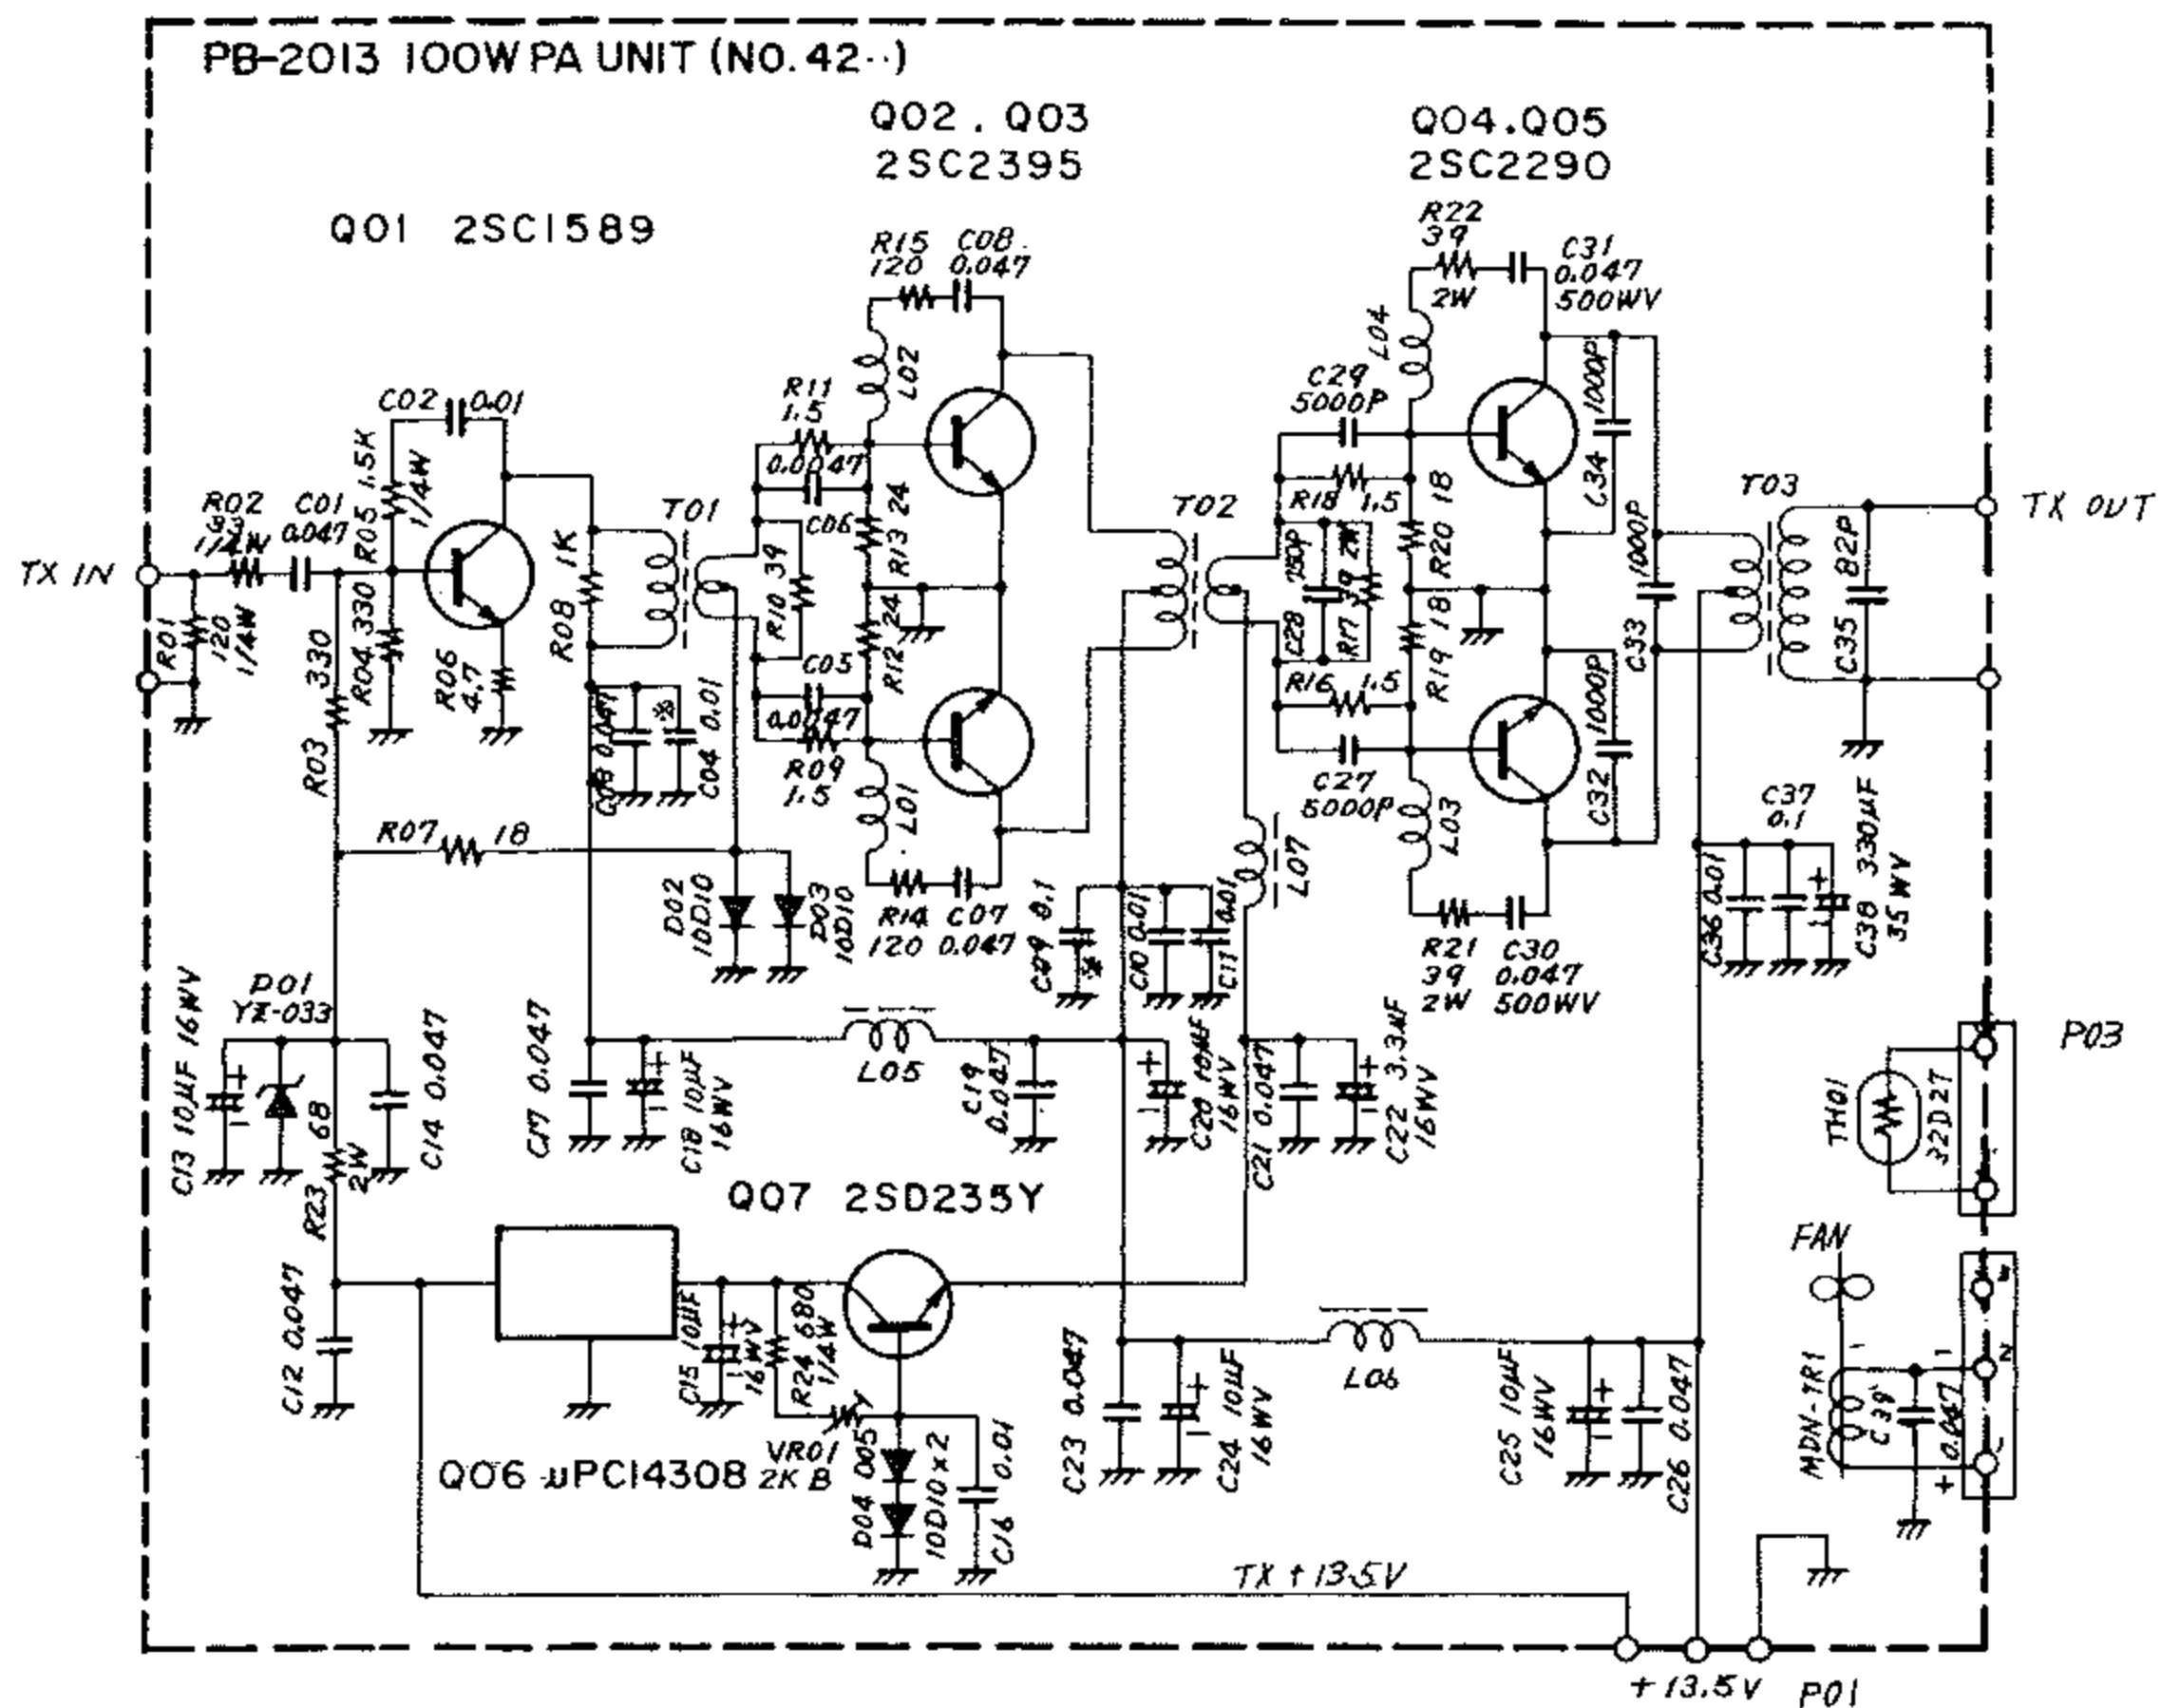 PB-2013 100W PA UNIT (NO. 42··)
Q02. Q03
2SC2395
Q04.Q05
2SC2290
Q01 2SC1589
R22
39
2W
C31
0.047
500WV
R15
120
C08
0.047
L02
L04
C02 0.01
R11
1.5
0.0047
C06
C29
5000P
1000P
C34
R05 1.5K
1/4W
R02
33
1/4W
C01
0.047
TX IN
R01
120
1/4W
330
R03
R04 330
R06
4.7
R08 1K
T01
R10 39
R13 24
R12 24
C05
0.0047
R09
1.5
L01
T02
R18 1.5
750P
C28
39 2W
R17
R20 18
R19 18
R16 1.5
C27
5000P
L03
1000P
C33
1000P
C32
T03
82P
C35
TX OUT
0.047
C04 0.01
R07 18
D02
10D10
D03
10D10
R14
120
C07
0.047
C09 0.1
C10 0.01
C11 0.01
L07
R21
39
2W
C30
0.047
500WV
C37
0.1
C36 0.01
C38 330μF
35WV
D01
YZ-033
C13 10μF 16WV
68
2W
R23
C14 0.047
C17 0.047
C18 10μF
16WV
L05
C19
0.047
C20 10μF
16WV
C21 0.047
C22 3.3μF
16WV
P03
TH01
32D27
Q07 2SD235Y
C12 0.047
C15 10μF
16WV
R24 680
1/4W
VR01
2K B
Q06 μPC14308
D04 D05
10D10x2
C16 0.01
C23 0.047
C24 10μF
16WV
L06
C25 10μF
16WV
C26 0.047
FAN
MDN-TR1
C39
0.047
TX +13.5V
+13.5V P01